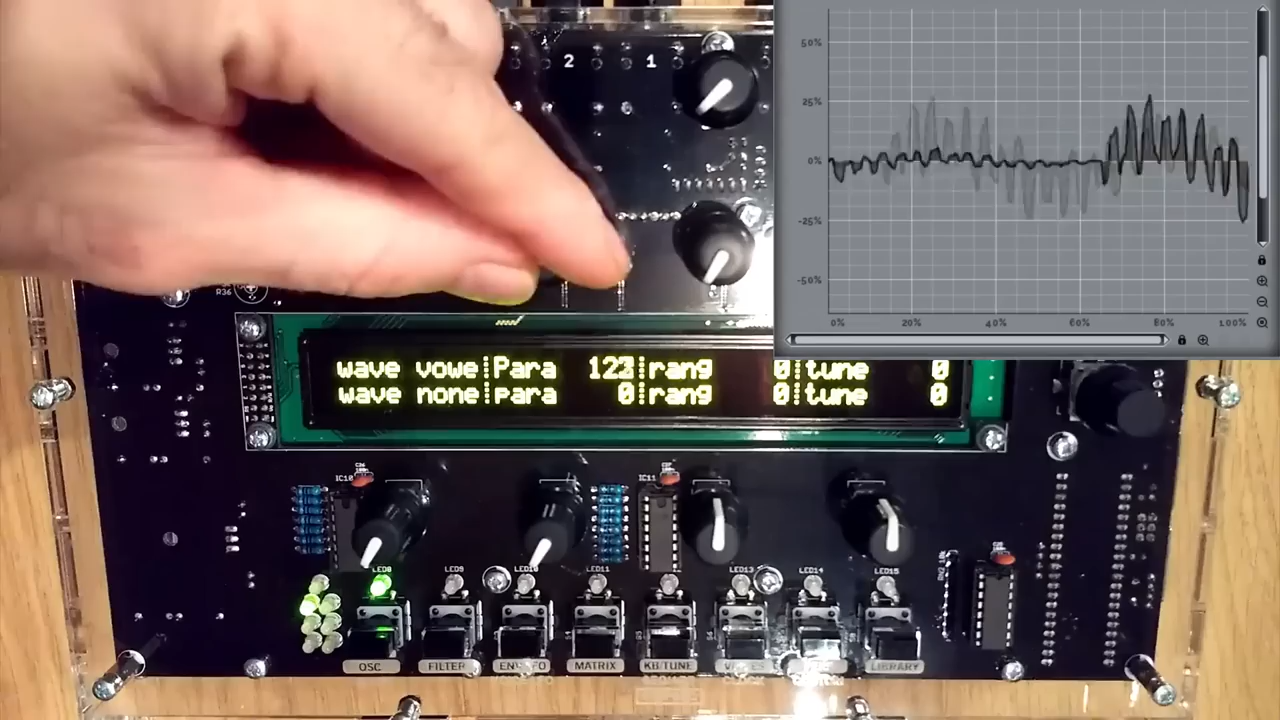 2 1
50%
25%
0%
-25%
-50%
0% 20% 40% 60% 80% 100%
R36
wave vowe Para 123 rang 0 tune 0
wave none para 0 rang 0 tune 0
IC10
IC11
LED8 LED9 LED10 LED11 LED13 LED14 LED15
OSC FILTER MATRIX KB/TUNE LIBRARY